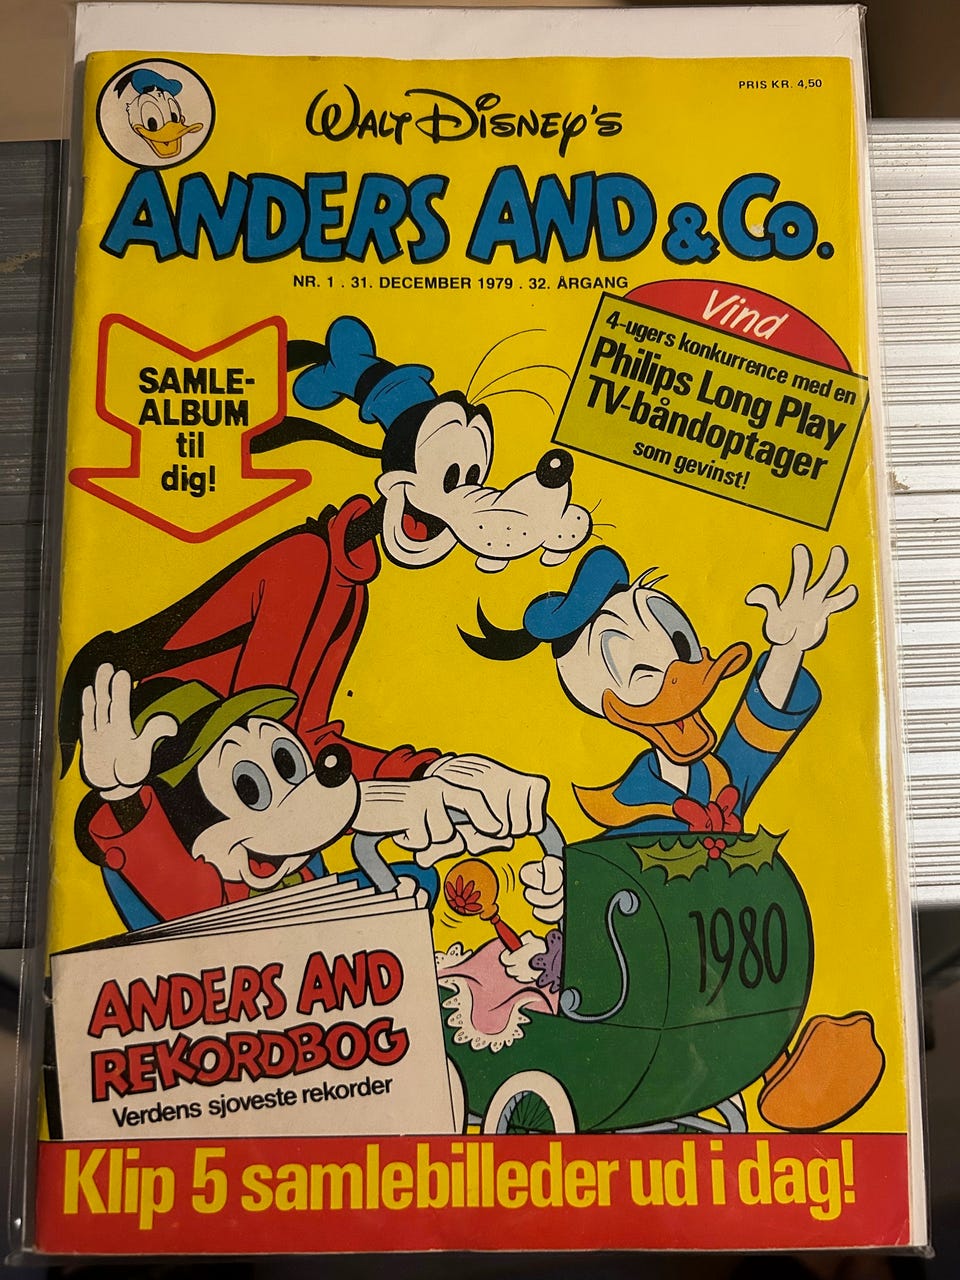 PRIS KR. 4,50
WALT DISNEY'S
ANDERS AND & Co.
NR. 1 . 31. DECEMBER 1979 . 32. ÅRGANG
Vind
4-ugers konkurrence med en
Philips Long Play
TV-båndoptager
som gevinst!
SAMLE-
ALBUM
til
dig!
1980
ANDERS AND
REKORDBOG
Verdens sjoveste rekorder
Klip 5 samlebilleder ud i dag!